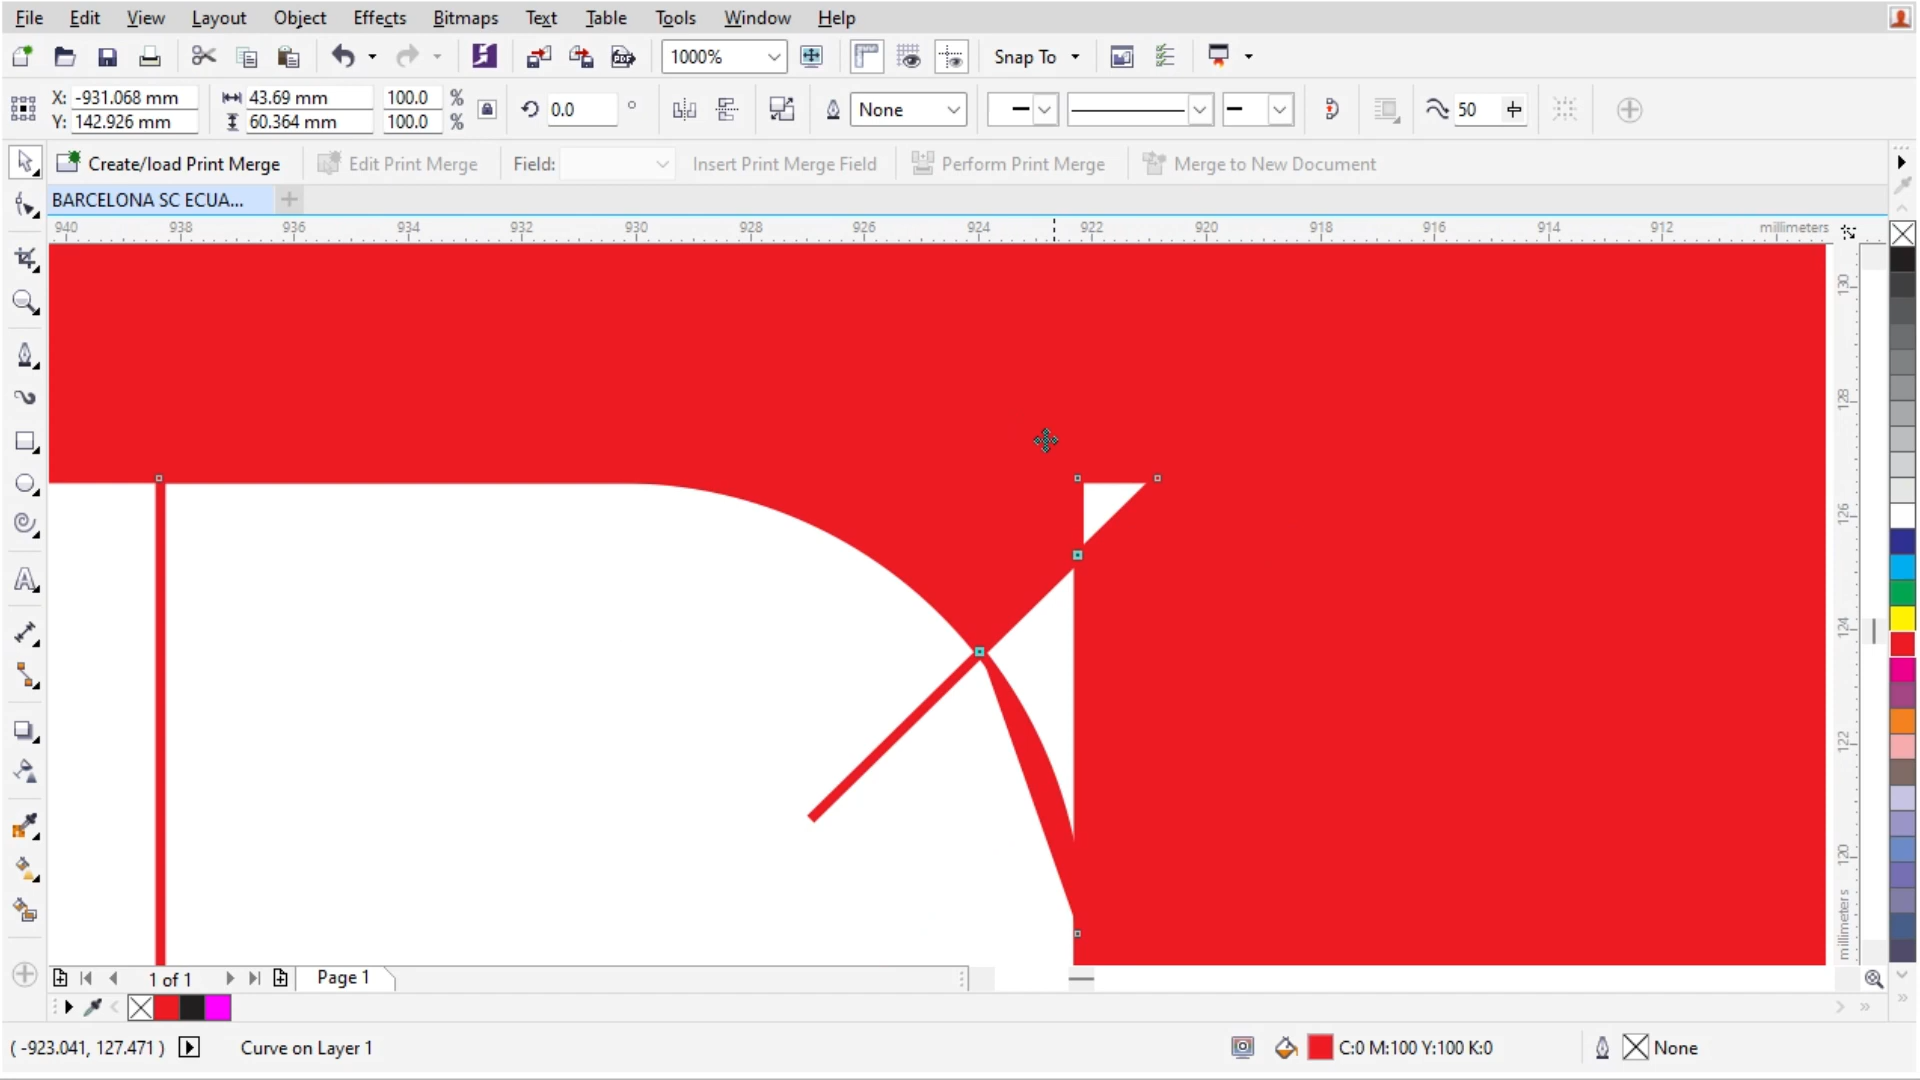 File Edit View Layout Object Effects Bitmaps Text Table Tools Window Help
1000% Snap To
X: -931.068 mm 43.69 mm 100.0 % 0.0 ° None 50
Y: 142.926 mm 60.364 mm 100.0 %
Create/load Print Merge Edit Print Merge Field: Insert Print Merge Field Perform Print Merge Merge to New Document
BARCELONA SC ECUA...
940 938 936 934 932 930 928 926 924 922 920 918 916 914 912 millimeters
130
128
126
124
122
120
millimeters
1 of 1 Page 1
( -923.041, 127.471 ) Curve on Layer 1 C:0 M:100 Y:100 K:0 None